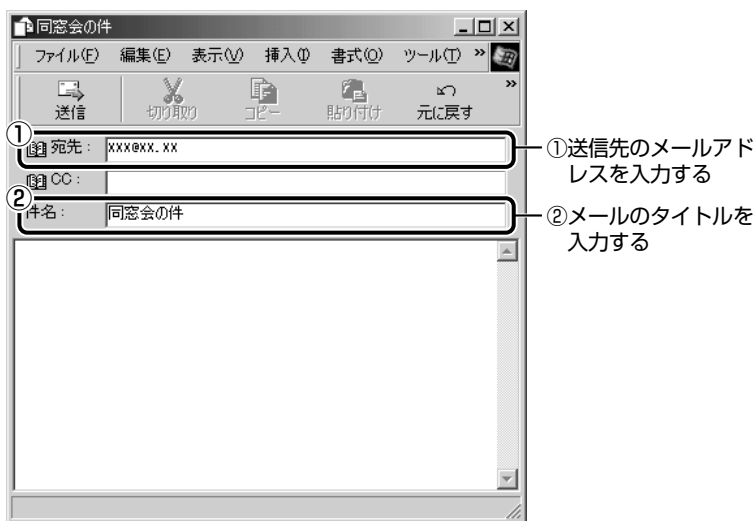 同窓会の件
ファイル(F) 編集(E) 表示(V) 挿入(I) 書式(O) ツール(T) »
送信 切り取り コピー 貼り付け 元に戻す »
①
宛先: xxx@xx.xx
①送信先のメールアド
レスを入力する
CC:
②
件名: 同窓会の件
②メールのタイトルを
入力する